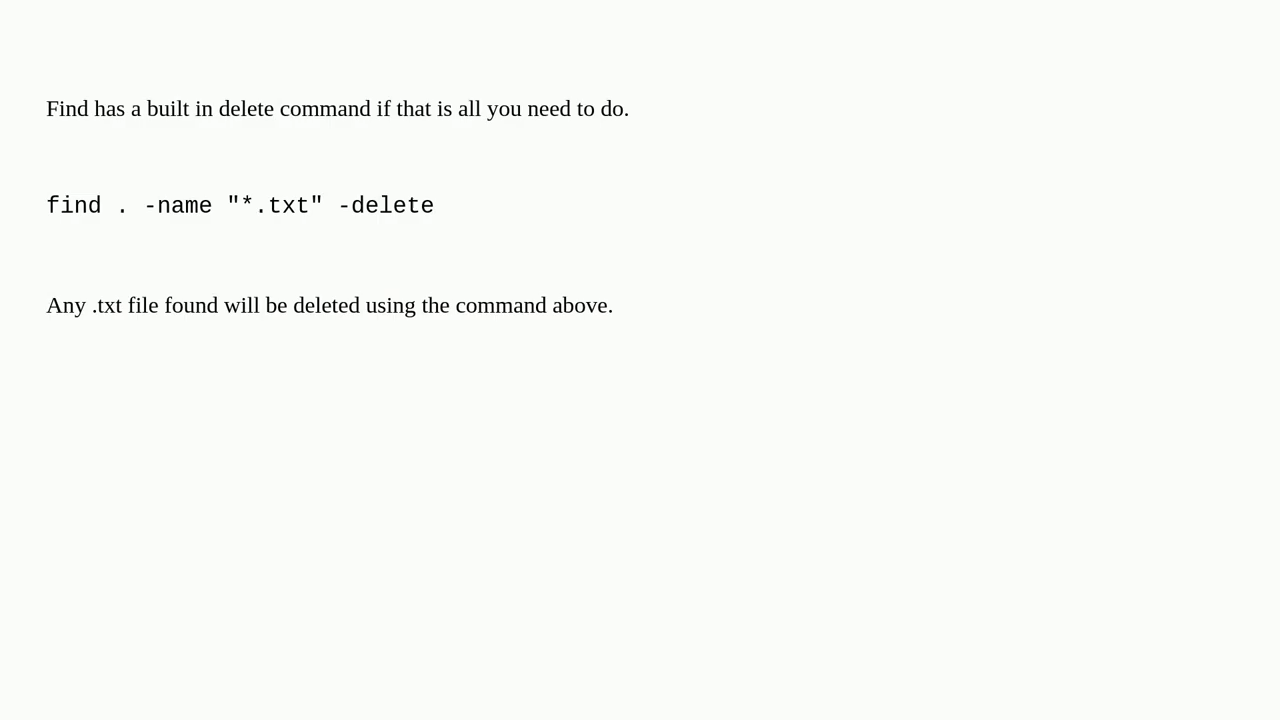 Find has a built in delete command if that is all you need to do.
find . -name "*.txt" -delete
Any .txt file found will be deleted using the command above.